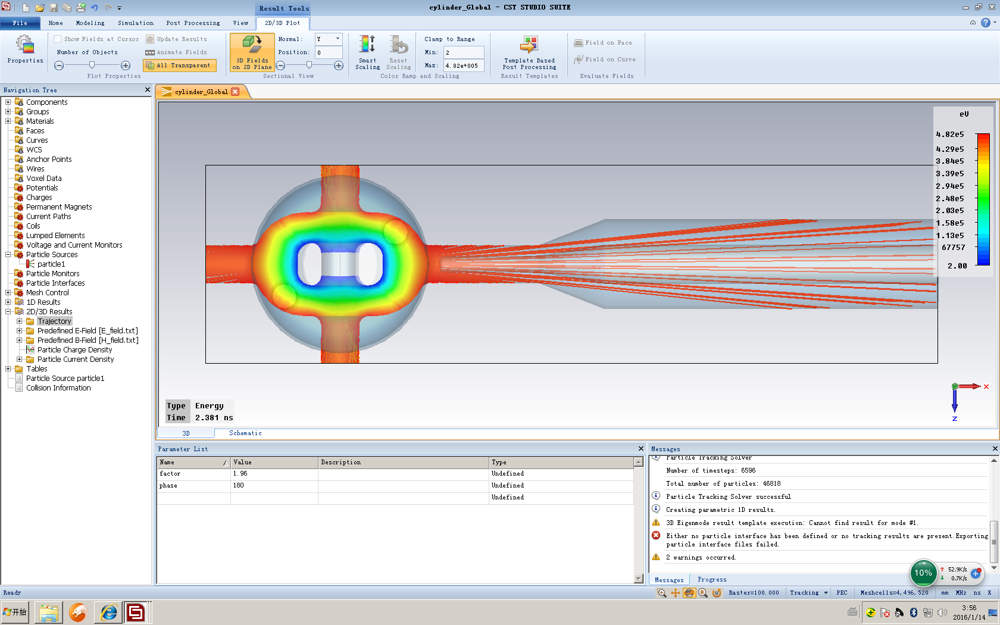 cylinder_Global - CST STUDIO SUITE
Result Tools
File
Home
Modeling
Simulation
Post Processing
View
2D/3D Plot
Properties
Show Fields at Cursor
Number of Objects
Update Results
Animate Fields
All Transparent
Plot Properties
3D Fields
on 2D Plane
Normal:
Y
Position:
0
Sectional View
Smart
Scaling
Reset
Scaling
Clamp to Range
Min:
2
Max:
4.82e+005
Color Ramp and Scaling
Template Based
Post Processing
Result Templates
Field on Face
Field on Curve
Evaluate Fields
Navigation Tree
Components
Groups
Materials
Faces
Curves
WCS
Anchor Points
Wires
Voxel Data
Potentials
Charges
Permanent Magnets
Current Paths
Coils
Lumped Elements
Voltage and Current Monitors
Particle Sources
particle1
Particle Monitors
Particle Interfaces
Mesh Control
1D Results
2D/3D Results
Trajectory
Predefined E-Field [E_field.txt]
Predefined B-Field [H_field.txt]
Particle Charge Density
Particle Current Density
Tables
Particle Source particle1
Collision Information
cylinder_Global
eV
4.82e5
4.29e5
3.84e5
3.39e5
2.94e5
2.48e5
2.03e5
1.58e5
1.13e5
67757
2.00
x
y
z
Type Energy
Time 2.381 ns
3D
Schematic
Parameter List
Name / Value Description Type
factor 1.96 Undefined
phase 180 Undefined
Undefined
Messages
Particle Tracking Solver
Number of timesteps: 6596
Total number of particles: 46818
Particle Tracking Solver successful
Creating parametric 1D results.
3D Eigenmode result template execution: Cannot find result for mode #1.
Either no particle interface has been defined or no tracking results are present.Exporting
particle interface files failed.
2 warnings occurred.
10%
52.9K/s
0.7K/s
Messages
Progress
Ready
Raster=100.000
Tracking
PEC
Meshcells=4,496,520
mm
MHz
ns
K
开始
3:56
2016/1/14